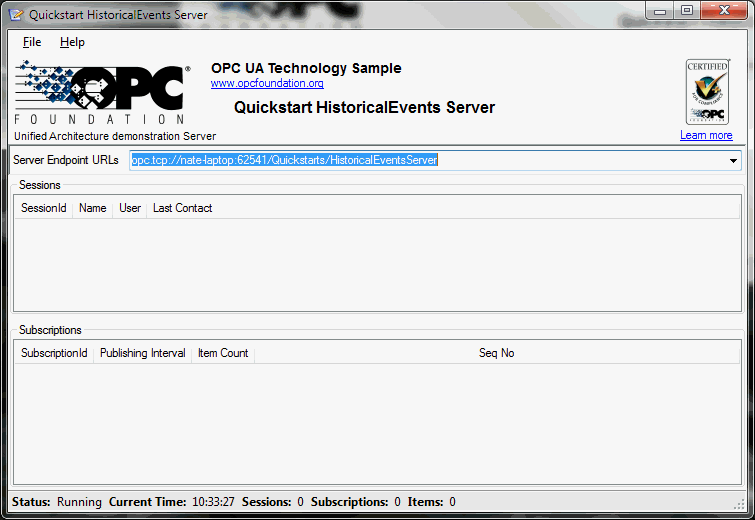 Quickstart HistoricalEvents Server
File Help
OPC®
FOUNDATION
Unified Architecture demonstration Server
OPC UA Technology Sample
www.opcfoundation.org
Quickstart HistoricalEvents Server
CERTIFIED
FOR COMPLIANCE
OPC
Learn more
Server Endpoint URLs opc.tcp://nate-laptop:62541/Quickstarts/HistoricalEventsServer
Sessions
SessionId Name User Last Contact
Subscriptions
SubscriptionId Publishing Interval Item Count Seq No
Status: Running Current Time: 10:33:27 Sessions: 0 Subscriptions: 0 Items: 0